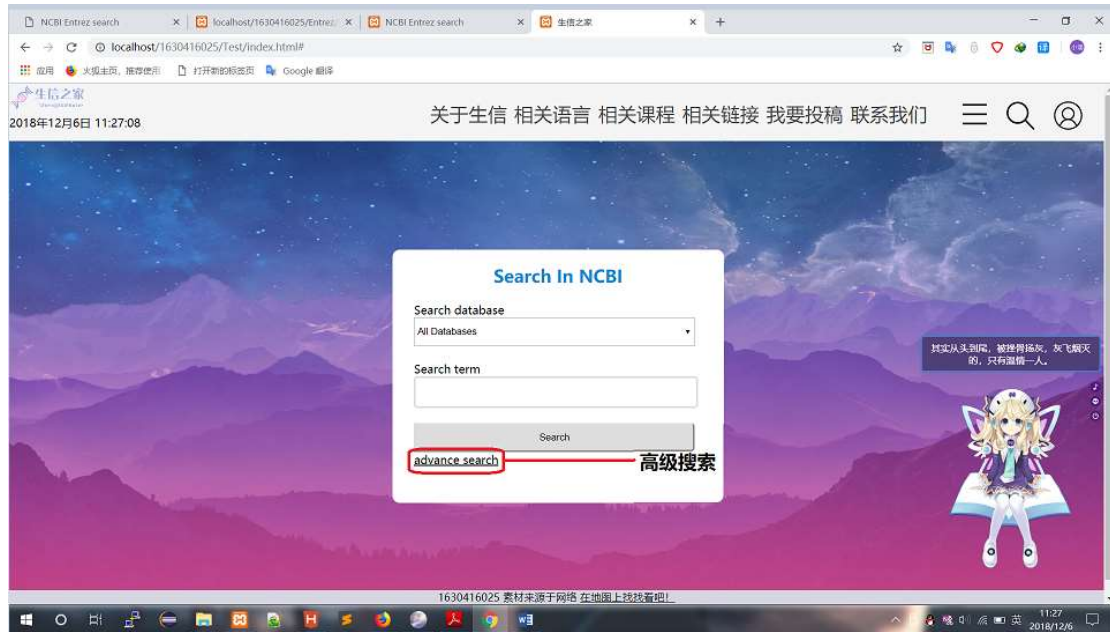 NCBI Entrez search
localhost/1630416025/Entrez/
NCBI Entrez search
生信之家
localhost/1630416025/Test/index.html#
应用
火狐主页，推荐使用
打开新的标签页
Google 翻译
生信之家
2018年12月6日 11:27:08
关于生信 相关语言 相关课程 相关链接 我要投稿 联系我们
Search In NCBI
Search database
All Databases
Search term
Search
advance search
高级搜索
其实从头到尾，被挫骨扬灰，灰飞烟灭
的，只有温情一人。
1630416025 素材来源于网络 在地图上找找看吧！
英
11:27
2018/12/6